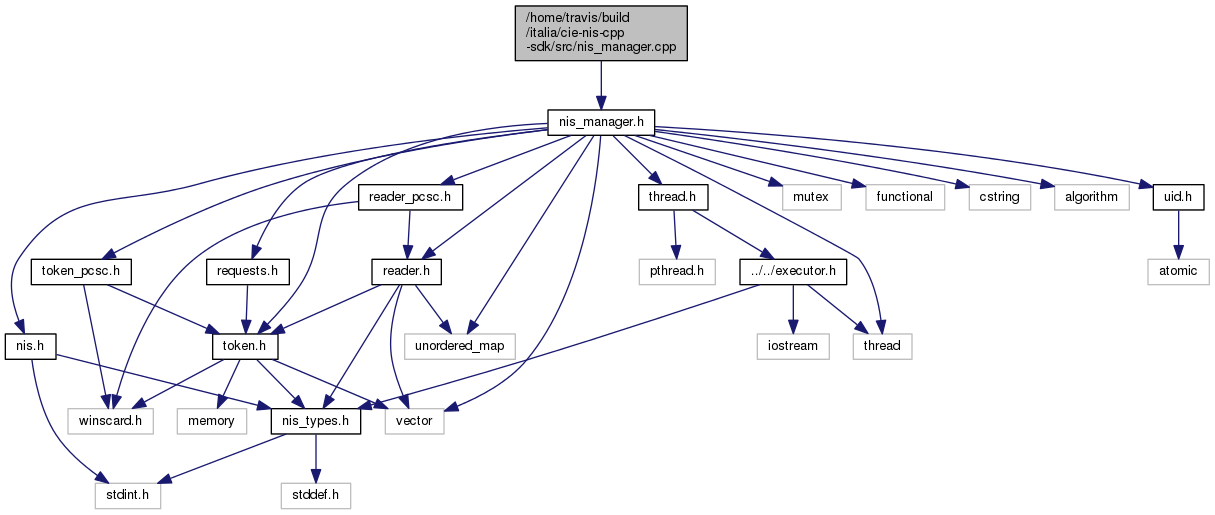 /home/travis/build
/italia/cie-nis-cpp
-sdk/src/nis_manager.cpp
nis_manager.h
reader_pcsc.h
thread.h
mutex
functional
cstring
algorithm
uid.h
token_pcsc.h
requests.h
reader.h
pthread.h
../../executor.h
atomic
nis.h
token.h
unordered_map
iostream
thread
winscard.h
memory
nis_types.h
vector
stdint.h
stddef.h